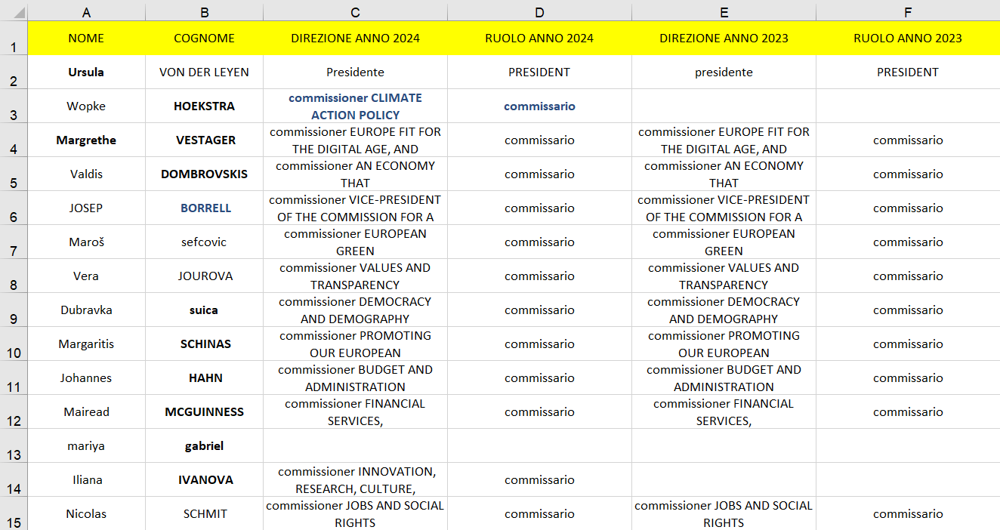 A B C D E F
1 NOME COGNOME DIREZIONE ANNO 2024 RUOLO ANNO 2024 DIREZIONE ANNO 2023 RUOLO ANNO 2023
2 Ursula VON DER LEYEN Presidente PRESIDENT presidente PRESIDENT
3 Wopke HOEKSTRA commissioner CLIMATE
ACTION POLICY commissario
4 Margrethe VESTAGER commissioner EUROPE FIT FOR
THE DIGITAL AGE, AND commissario commissioner EUROPE FIT FOR
THE DIGITAL AGE, AND commissario
5 Valdis DOMBROVSKIS commissioner AN ECONOMY
THAT commissario commissioner AN ECONOMY
THAT commissario
6 JOSEP BORRELL commissioner VICE-PRESIDENT
OF THE COMMISSION FOR A commissario commissioner VICE-PRESIDENT
OF THE COMMISSION FOR A commissario
7 Maroš sefcovic commissioner EUROPEAN
GREEN commissario commissioner EUROPEAN
GREEN commissario
8 Vera JOUROVA commissioner VALUES AND
TRANSPARENCY commissario commissioner VALUES AND
TRANSPARENCY commissario
9 Dubravka suica commissioner DEMOCRACY
AND DEMOGRAPHY commissario commissioner DEMOCRACY
AND DEMOGRAPHY commissario
10 Margaritis SCHINAS commissioner PROMOTING
OUR EUROPEAN commissario commissioner PROMOTING
OUR EUROPEAN commissario
11 Johannes HAHN commissioner BUDGET AND
ADMINISTRATION commissario commissioner BUDGET AND
ADMINISTRATION commissario
12 Mairead MCGUINNESS commissioner FINANCIAL
SERVICES, commissario commissioner FINANCIAL
SERVICES, commissario
13 mariya gabriel
14 Iliana IVANOVA commissioner INNOVATION,
RESEARCH, CULTURE, commissario
15 Nicolas SCHMIT commissioner JOBS AND SOCIAL
RIGHTS commissario commissioner JOBS AND SOCIAL
RIGHTS commissario